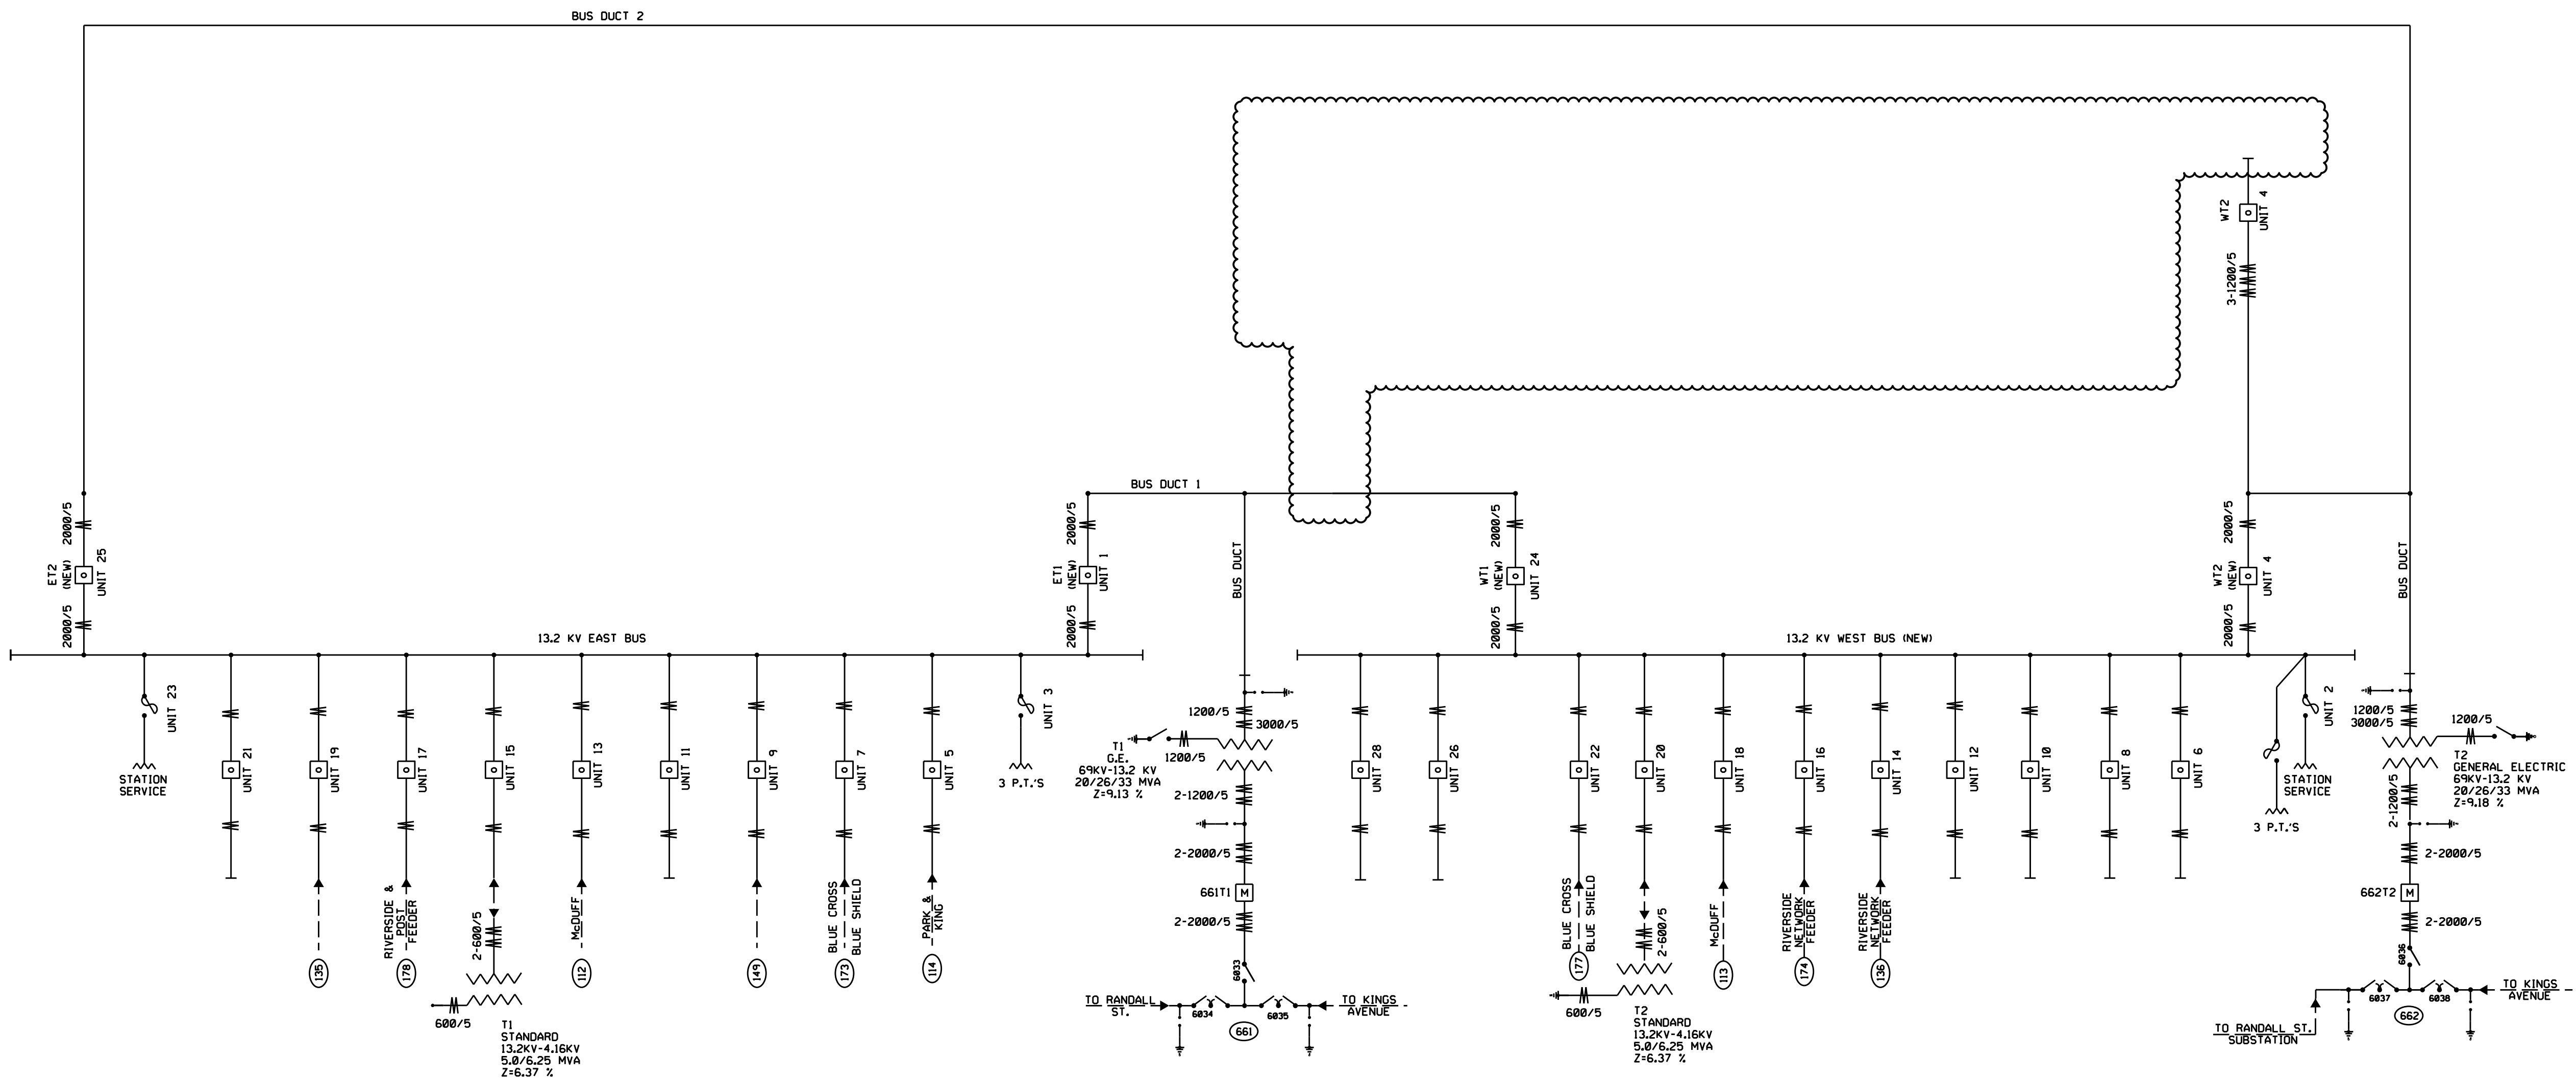 BUS DUCT 2
WT2
UNIT 4
3-1200/5
BUS DUCT 1
2000/5
ET2
(NEW)
UNIT 25
2000/5
2000/5
ET1
(NEW)
UNIT 1
2000/5
BUS DUCT
2000/5
WT1
(NEW)
UNIT 24
2000/5
2000/5
WT2
(NEW)
UNIT 4
2000/5
BUS DUCT
13.2 KV EAST BUS
13.2 KV WEST BUS (NEW)
UNIT 23
STATION
SERVICE
UNIT 21
UNIT 19
UNIT 17
UNIT 15
UNIT 13
UNIT 11
UNIT 9
UNIT 7
UNIT 5
UNIT 3
3 P.T.'S
1200/5
3000/5
T1
G.E.
69KV-13.2 KV
20/26/33 MVA
Z=9.13 %
1200/5
2-1200/5
2-2000/5
661T1
M
2-2000/5
6033
TO RANDALL
ST.
6034
6035
TO KINGS
AVENUE
661
UNIT 28
UNIT 26
UNIT 22
UNIT 20
UNIT 18
UNIT 16
UNIT 14
UNIT 12
UNIT 10
UNIT 8
UNIT 6
UNIT 2
STATION
SERVICE
3 P.T.'S
1200/5
3000/5
1200/5
T2
GENERAL ELECTRIC
69KV-13.2 KV
20/26/33 MVA
Z=9.18 %
2-1200/5
2-2000/5
662T2
M
2-2000/5
6036
6037
6038
TO KINGS
AVENUE
662
TO RANDALL ST.
SUBSTATION
135
RIVERSIDE &
POST
FEEDER
178
2-600/5
600/5
T1
STANDARD
13.2KV-4.16KV
5.0/6.25 MVA
Z=6.37 %
McDUFF
112
149
BLUE CROSS
BLUE SHIELD
173
PARK &
KING
114
BLUE CROSS
BLUE SHIELD
177
2-600/5
600/5
T2
STANDARD
13.2KV-4.16KV
5.0/6.25 MVA
Z=6.37 %
McDUFF
113
RIVERSIDE
NETWORK
FEEDER
174
RIVERSIDE
NETWORK
FEEDER
136